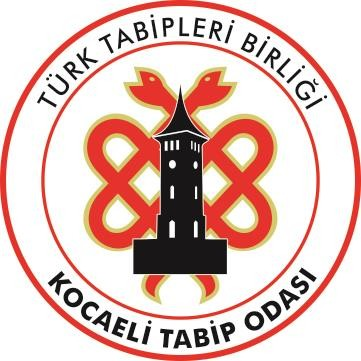 TÜRK TABİPLERİ BİRLİĞİ
KOCAELİ TABİP ODASI